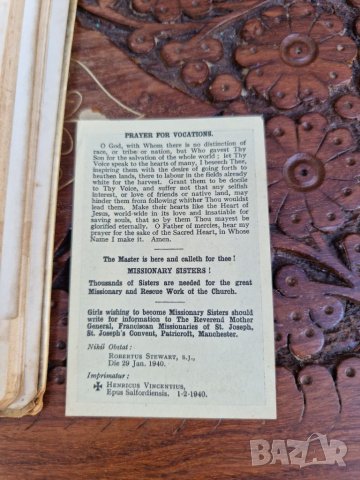 PRAYER FOR VOCATIONS.
O God, with Whom there is no distinction of
race, or tribe or nation, but Who gavest Thy
Son for the salvation of the whole world ; let Thy
Voice speak to the hearts of many, I beseech Thee,
inspiring them with the desire of going forth to
heathen lands, there to labour in the fields already
white for the harvest. Grant them to be docile
to Thy Voice, and suffer not that any selfish
interest, or love of friends or native land, may
hinder them from following whither Thou wouldst
lead them. Make their hearts like the Heart of
Jesus, world-wide in its love and insatiable for
saving souls, that so by them Thou mayest be
glorified eternally. O Father of mercies, hear my
prayer for the sake of the Sacred Heart, in Whose
Name I make it. Amen.
The Master is here and calleth for thee !
MISSIONARY SISTERS !
Thousands of Sisters are needed for the great
Missionary and Rescue Work of the Church.
Girls wishing to become Missionary Sisters should
write for information to The Reverend Mother
General, Franciscan Missionaries of St. Joseph,
St. Joseph's Convent, Patricroft, Manchester.
Nihil Obstat :
ROBERTUS STEWART, S.J.,
Die 29 Jan. 1940.
Imprimatur :
HENRICUS VINCENTIUS,
Epus Salfordiensis. 1-2-1940.
BAZAR.bg